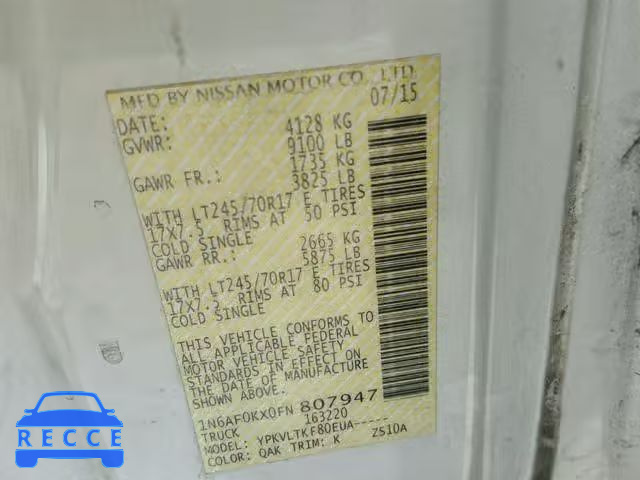 MFD BY NISSAN MOTOR CO., LTD.
DATE: 07/15
GVWR: 4128 KG
9100 LB
GAWR FR.: 1735 KG
3825 LB
WITH LT245/70R17 E TIRES
17X7.5 RIMS AT 50 PSI
COLD SINGLE
GAWR RR.: 2665 KG
5875 LB
WITH LT245/70R17 E TIRES
17X7.5 RIMS AT 80 PSI
COLD SINGLE
THIS VEHICLE CONFORMS TO
ALL APPLICABLE FEDERAL
MOTOR VEHICLE SAFETY
STANDARDS IN EFFECT ON
THE DATE OF MANUFACTURE
SHOWN ABOVE.
1N6AF0KX0FN 807947
TRUCK 163220
MODEL: YPKVLTKF80EUA-----
COLOR: QAK TRIM: K Z510A
RECCE